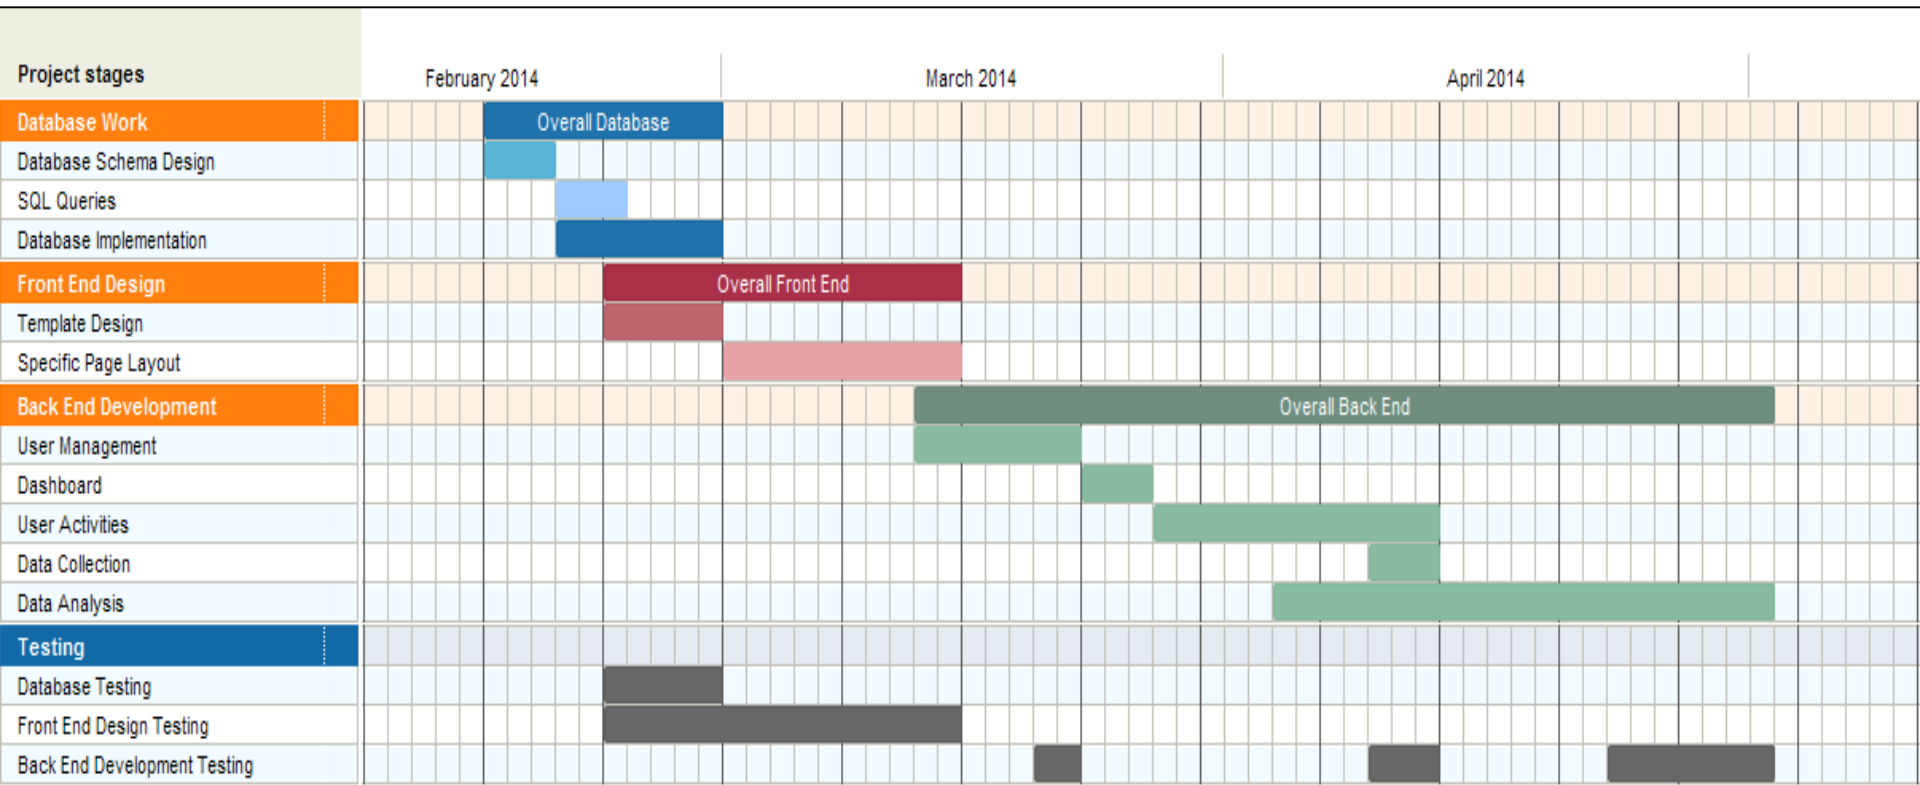 Project stages
February 2014
March 2014
April 2014
Database Work
Overall Database
Database Schema Design
SQL Queries
Database Implementation
Front End Design
Overall Front End
Template Design
Specific Page Layout
Back End Development
Overall Back End
User Management
Dashboard
User Activities
Data Collection
Data Analysis
Testing
Database Testing
Front End Design Testing
Back End Development Testing